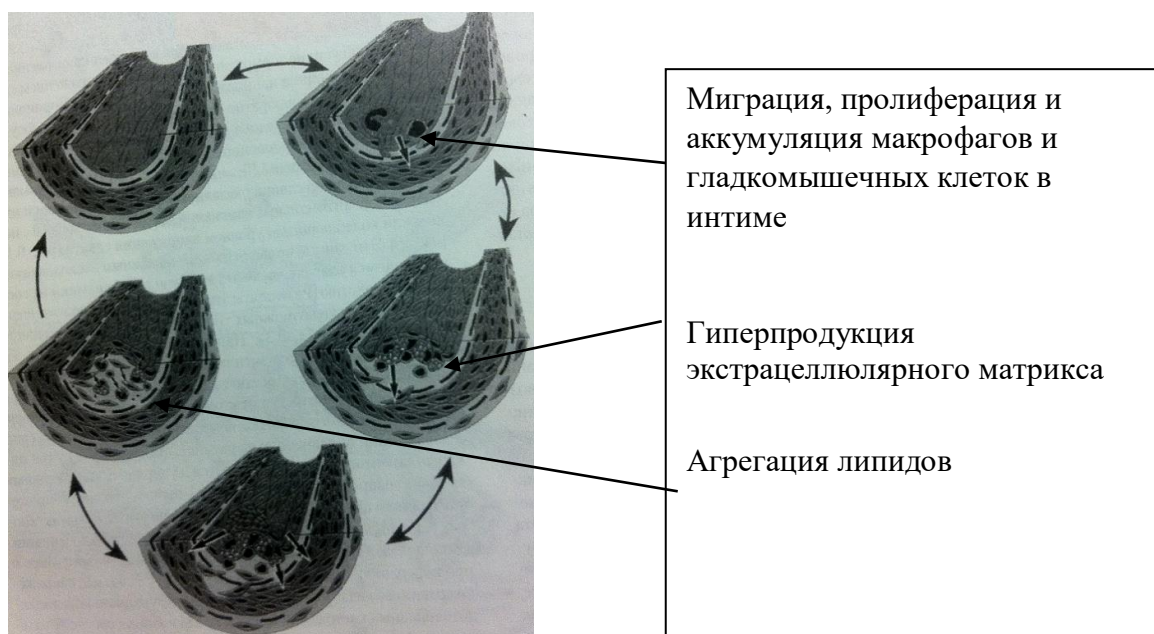 Миграция, пролиферация и
аккумуляция макрофагов и
гладкомышечных клеток в
интиме
Гиперпродукция
экстрацеллюлярного матрикса
Агрегация липидов